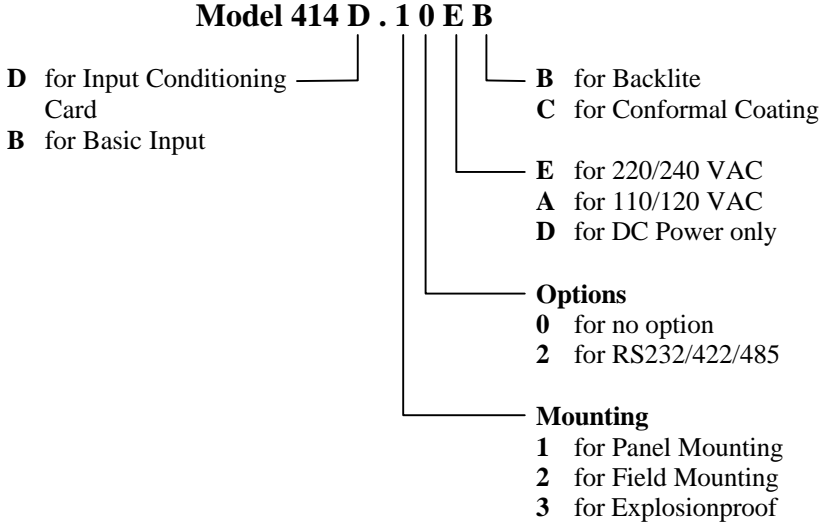 Model 414 D . 1 0 E B
D for Input Conditioning
Card
B for Basic Input
B for Backlite
C for Conformal Coating
E for 220/240 VAC
A for 110/120 VAC
D for DC Power only
Options
0 for no option
2 for RS232/422/485
Mounting
1 for Panel Mounting
2 for Field Mounting
3 for Explosionproof